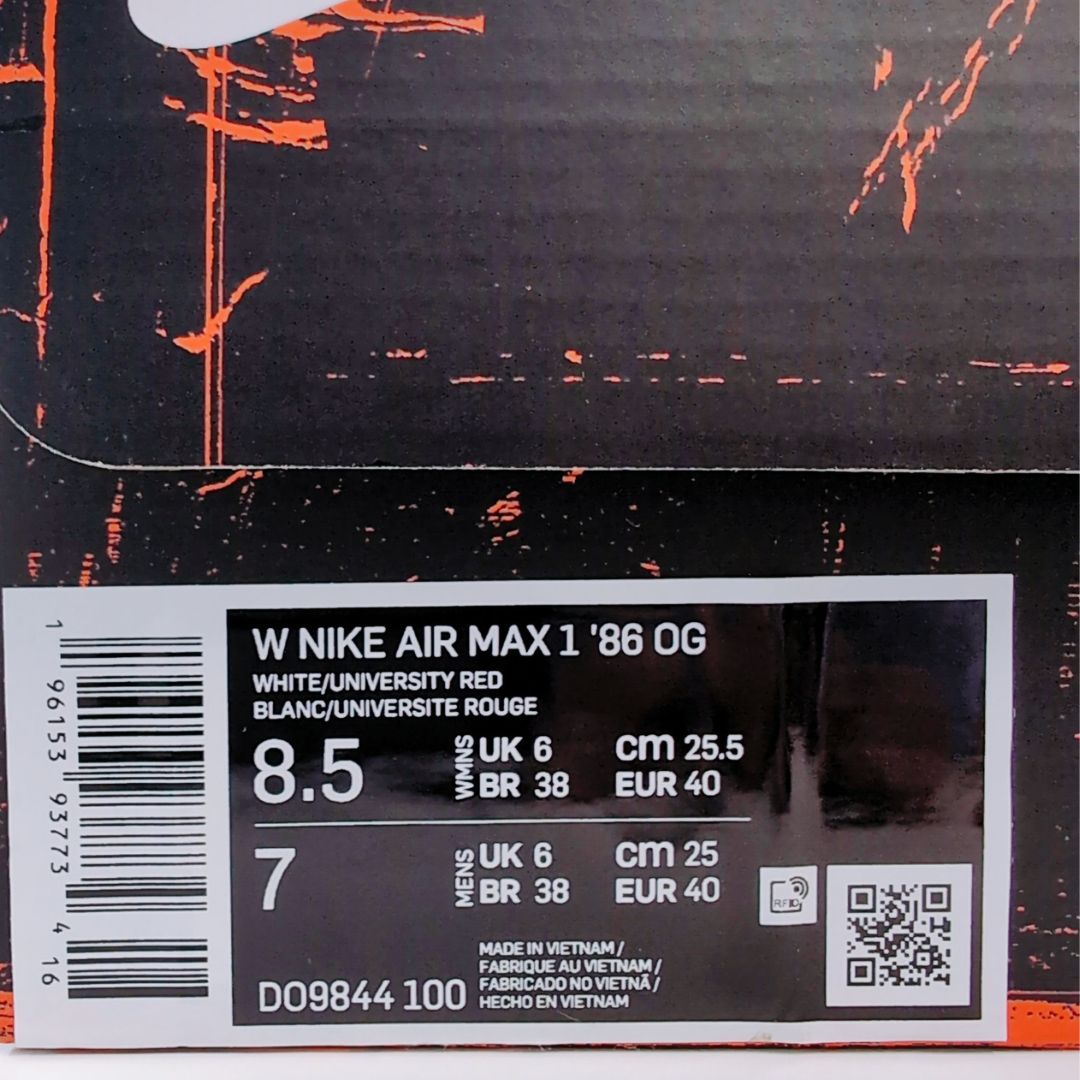 W NIKE AIR MAX 1 '86 OG
WHITE/UNIVERSITY RED
BLANC/UNIVERSITE ROUGE
8.5 WMNS UK 6 cm 25.5
BR 38 EUR 40
7 MENS UK 6 cm 25
BR 38 EUR 40
RFID
MADE IN VIETNAM /
FABRIQUE AU VIETNAM /
FABRICADO NO VIETNÃ /
HECHO EN VIETNAM
DO9844 100
1 96153 93773 4 16